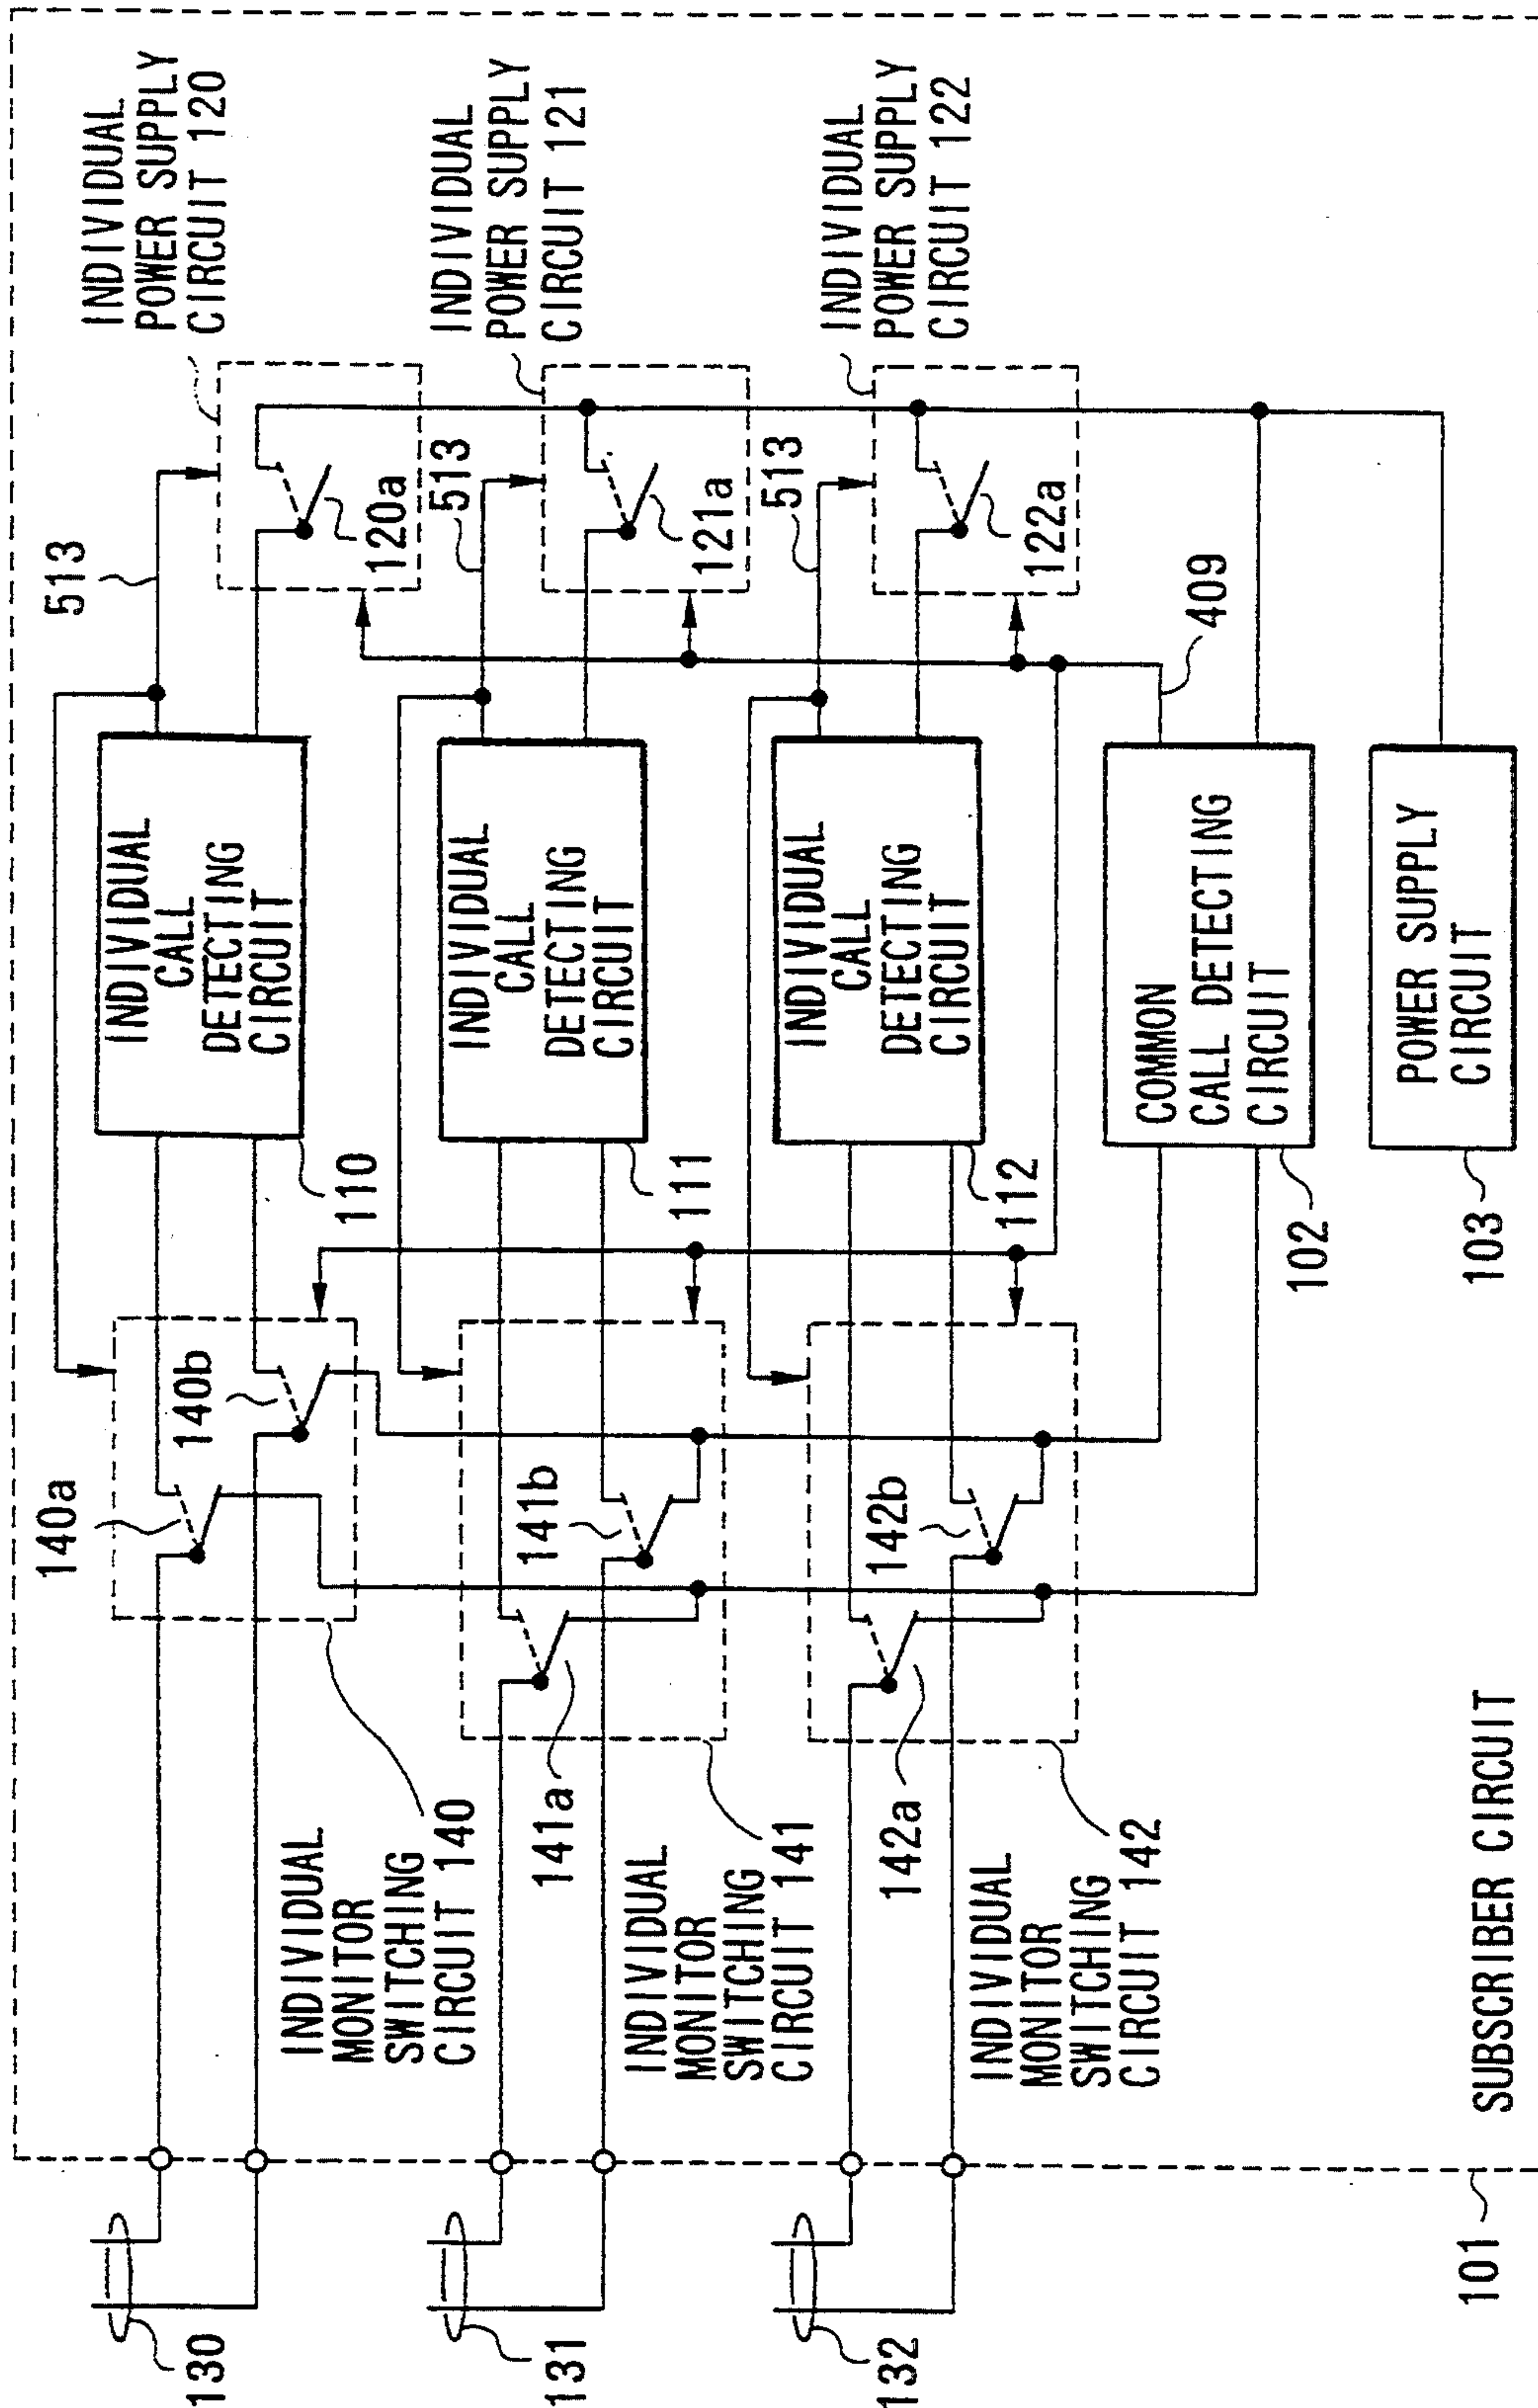 513
INDIVIDUAL
POWER SUPPLY
CIRCUIT 120
120a
513
INDIVIDUAL
POWER SUPPLY
CIRCUIT 121
121a
513
INDIVIDUAL
POWER SUPPLY
CIRCUIT 122
122a
409
INDIVIDUAL
CALL
DETECTING
CIRCUIT
110
INDIVIDUAL
CALL
DETECTING
CIRCUIT
111
INDIVIDUAL
CALL
DETECTING
CIRCUIT
112
COMMON
CALL DETECTING
CIRCUIT
102
POWER SUPPLY
CIRCUIT
103
140a
140b
141b
142b
INDIVIDUAL
MONITOR
SWITCHING
CIRCUIT 140
141a
INDIVIDUAL
MONITOR
SWITCHING
CIRCUIT 141
142a
INDIVIDUAL
MONITOR
SWITCHING
CIRCUIT 142
130
131
132
101
SUBSCRIBER CIRCUIT